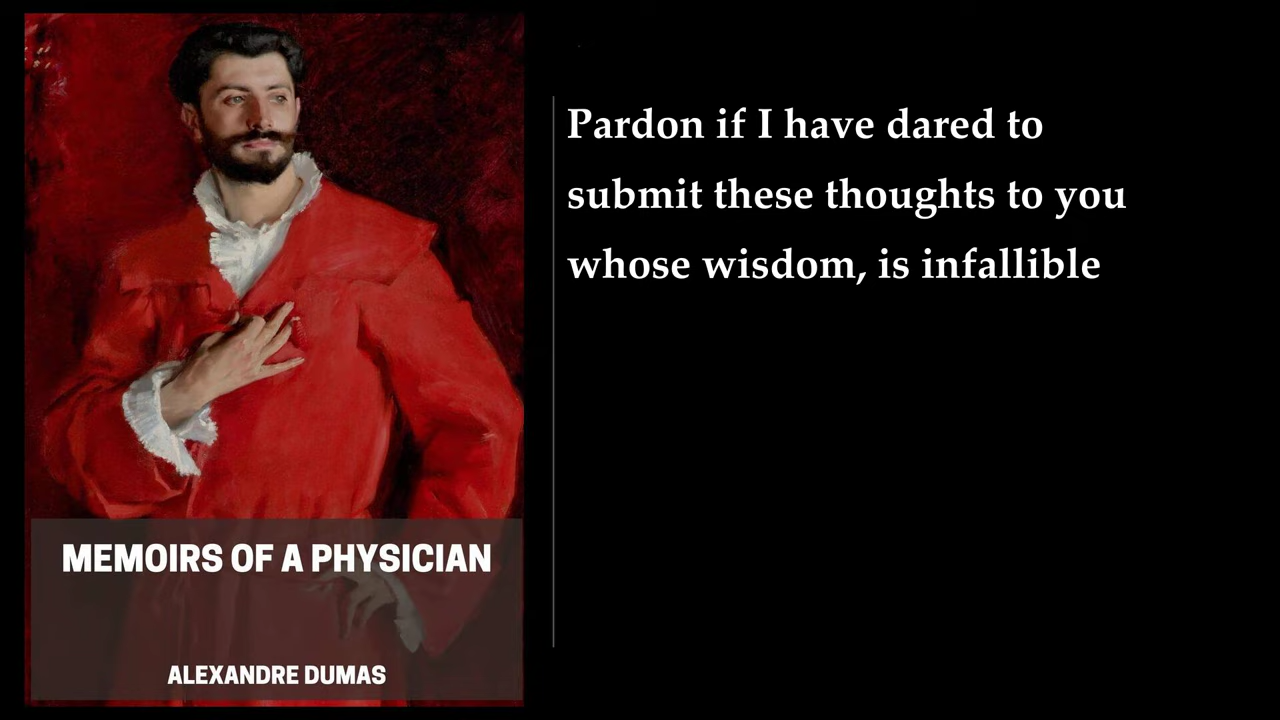 Pardon if I have dared to
submit these thoughts to you
whose wisdom, is infallible
MEMOIRS OF A PHYSICIAN
ALEXANDRE DUMAS